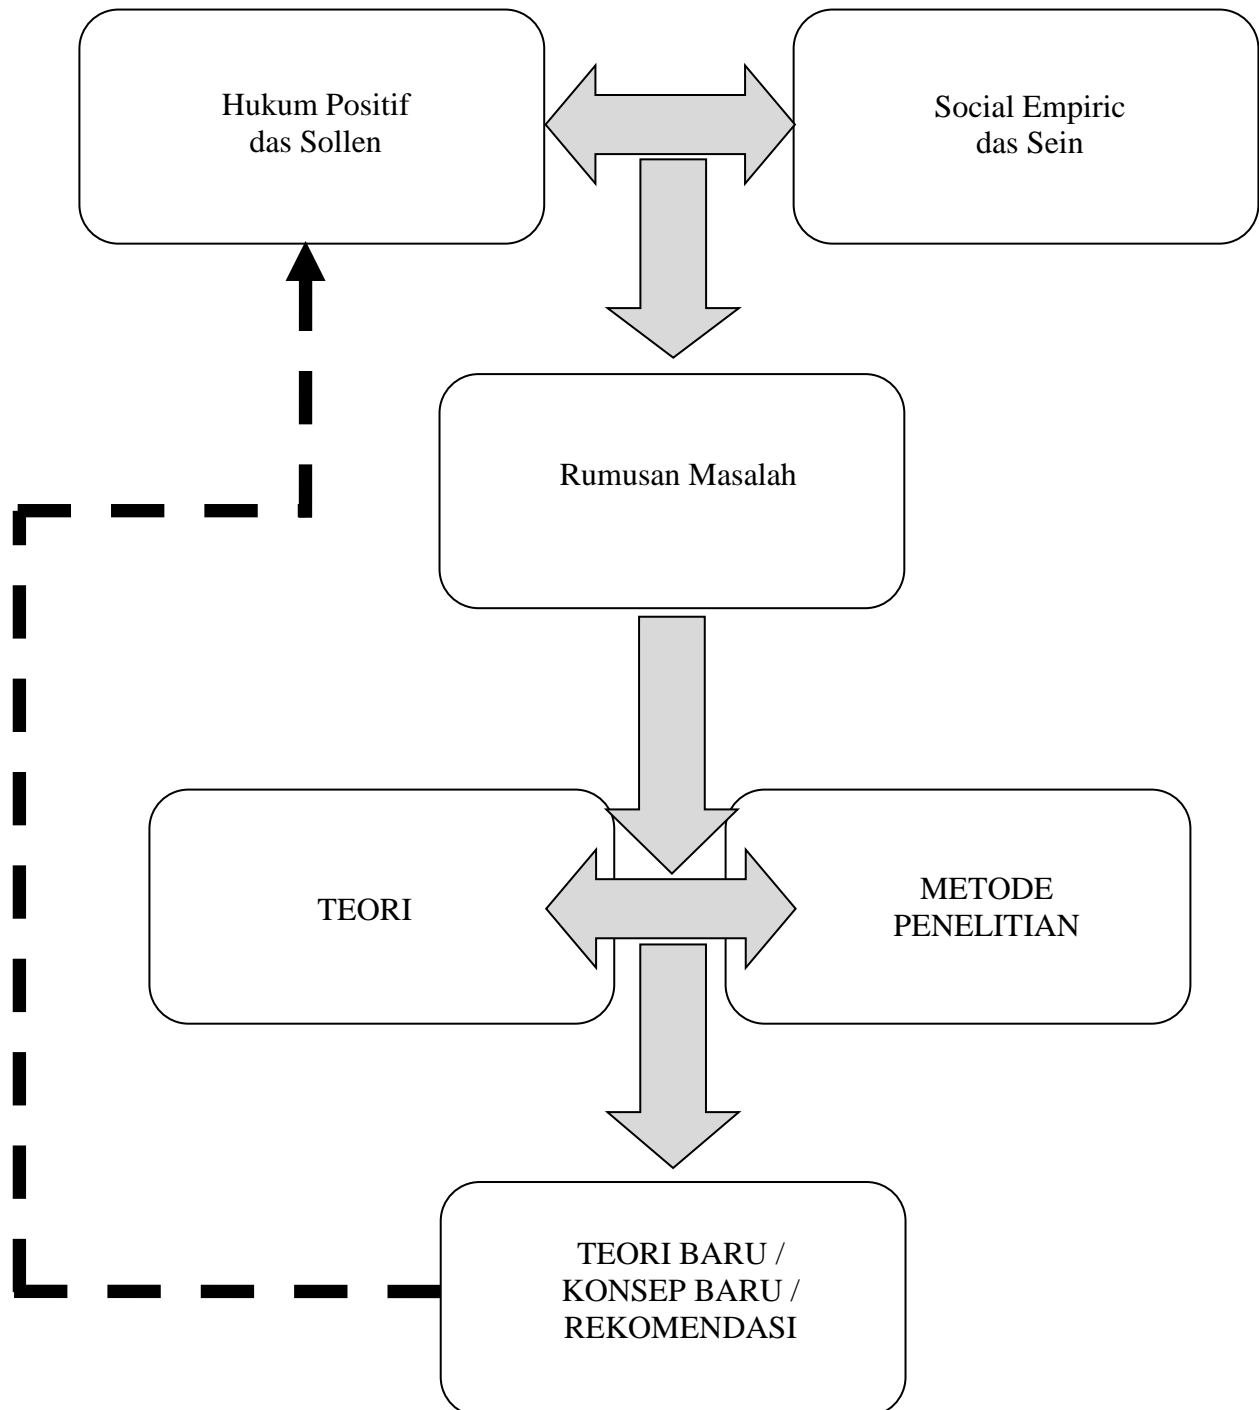 Hukum Positif
das Sollen
Social Empiric
das Sein
Rumusan Masalah
TEORI
METODE
PENELITIAN
TEORI BARU /
KONSEP BARU /
REKOMENDASI